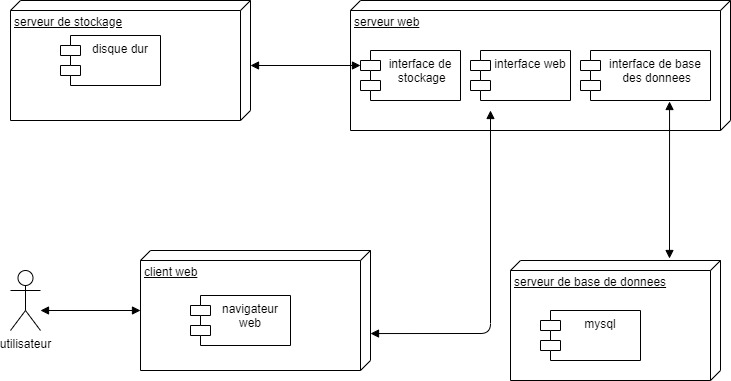 serveur de stockage
disque dur
serveur web
interface de
stockage
interface web
interface de base
des donnees
client web
navigateur
web
serveur de base de donnees
mysql
utilisateur